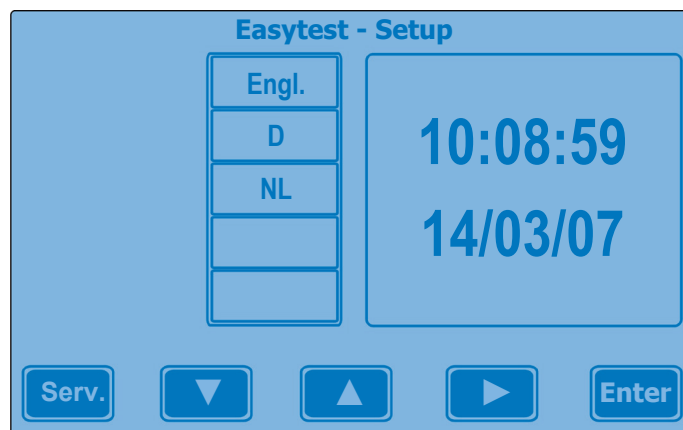 Easytest - Setup
Engl.
D
NL
10:08:59
14/03/07
Serv.
Enter